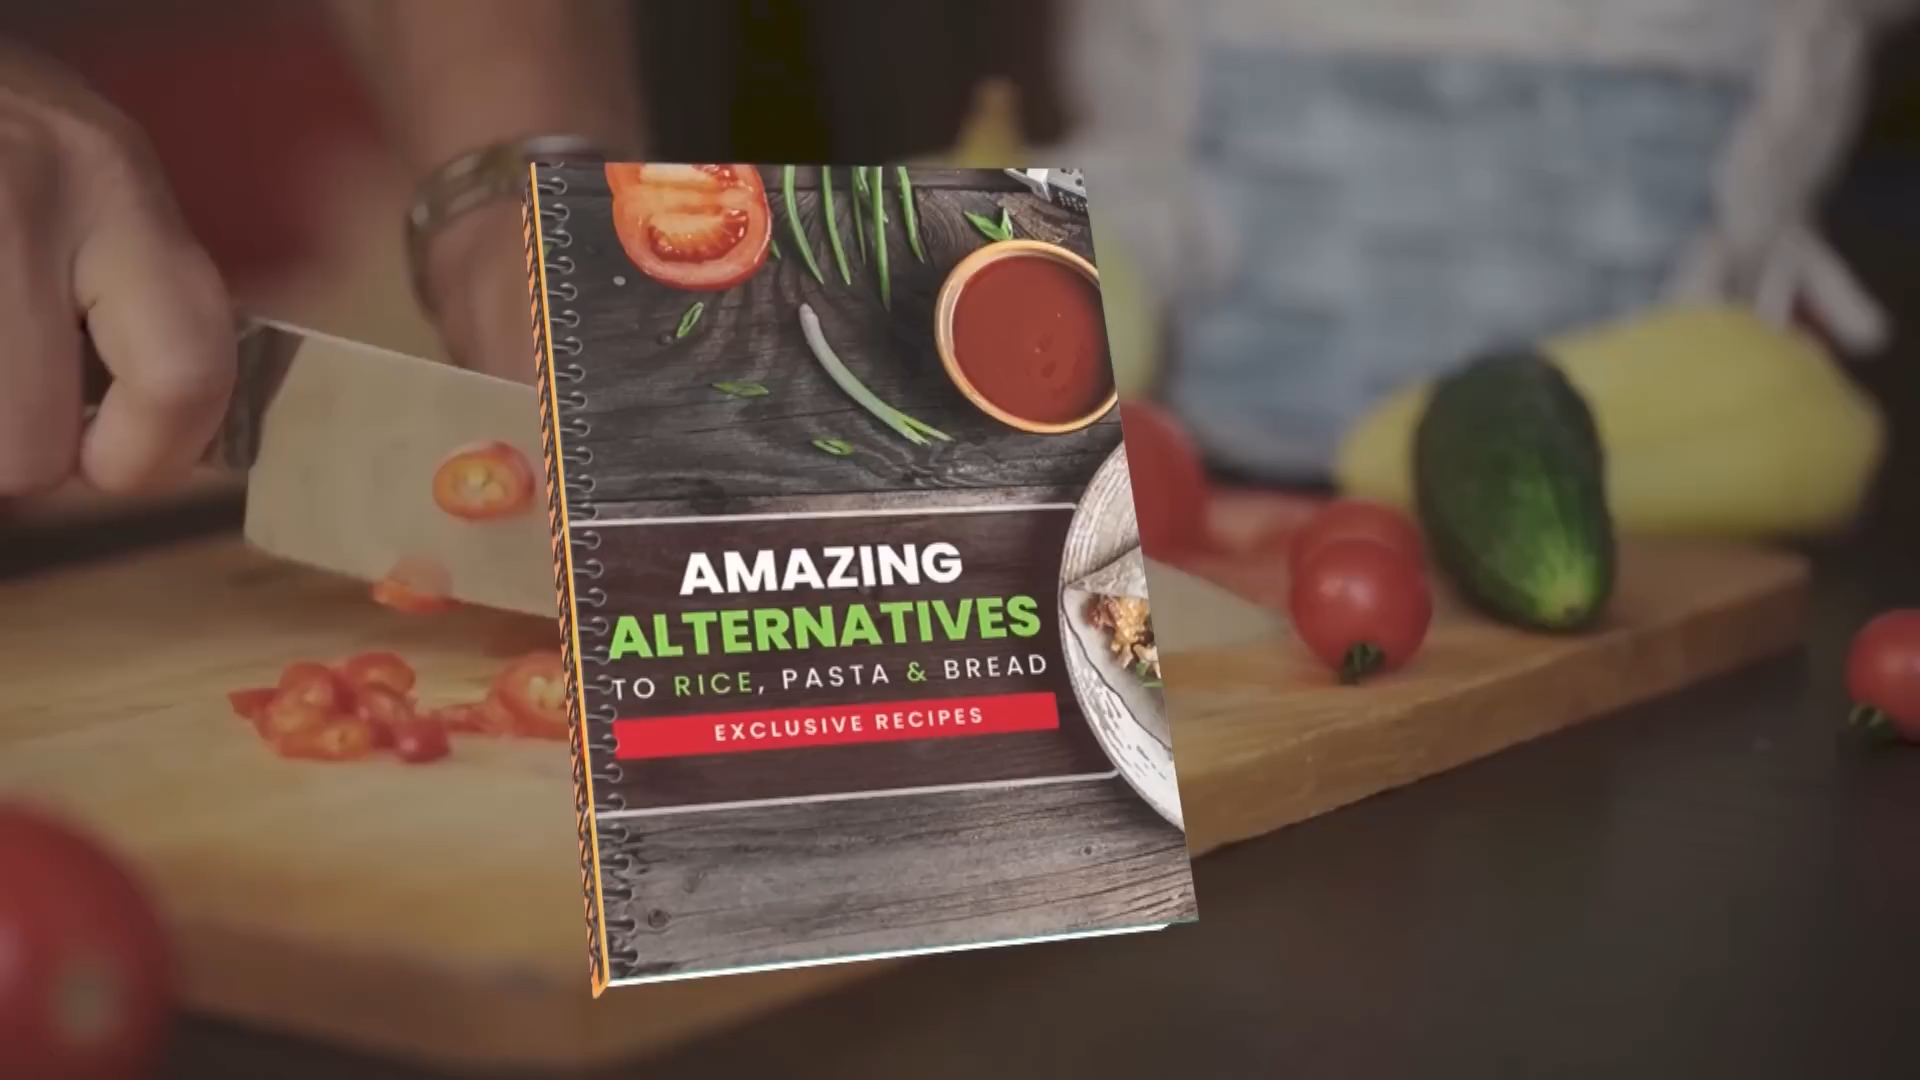 AMAZING
ALTERNATIVES
TO RICE, PASTA & BREAD
EXCLUSIVE RECIPES